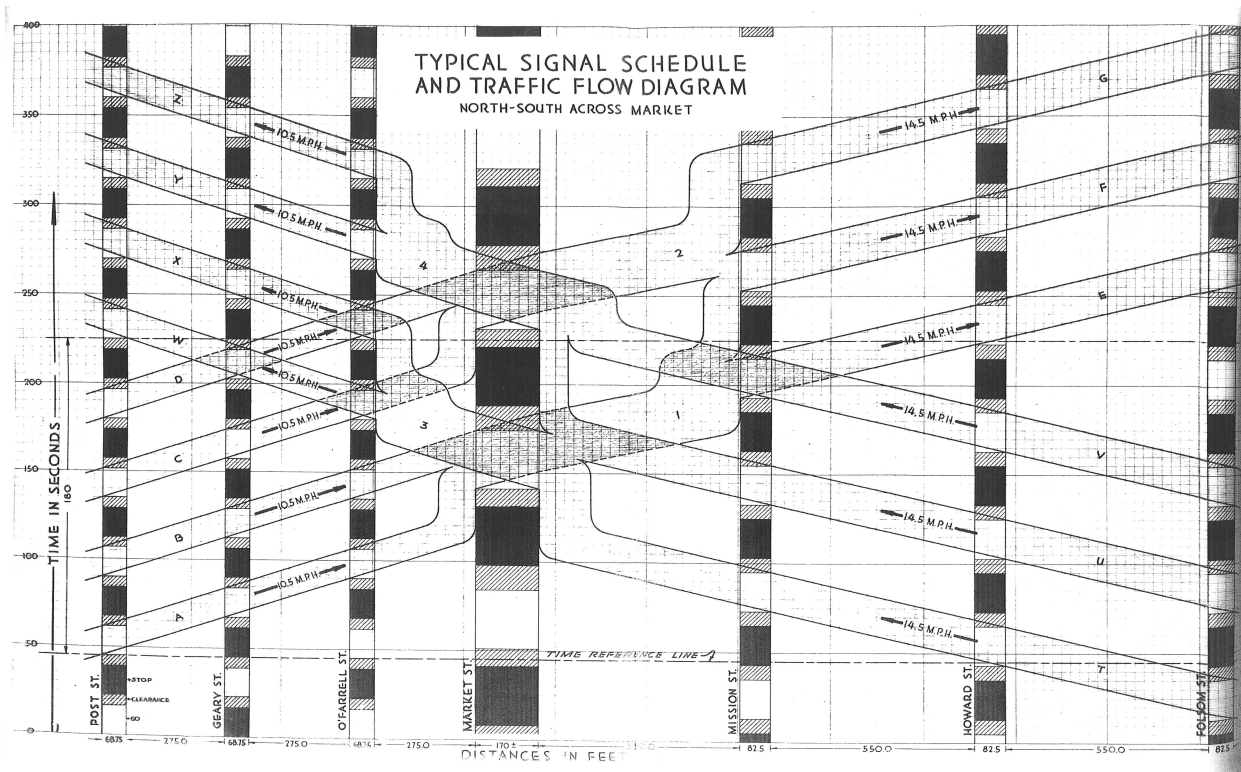 TYPICAL SIGNAL SCHEDULE
AND TRAFFIC FLOW DIAGRAM
NORTH-SOUTH ACROSS MARKET
400
350
300
250
200
150
100
50
0
TIME IN SECONDS
180
Z
Y
X
W
D
C
B
A
10.5 M.P.H.
10.5 M.P.H.
10.5 M.P.H.
10.5 M.P.H.
10.5 M.P.H.
10.5 M.P.H.
10.5 M.P.H.
10.5 M.P.H.
4
3
2
1
14.5 M.P.H.
14.5 M.P.H.
14.5 M.P.H.
14.5 M.P.H.
14.5 M.P.H.
14.5 M.P.H.
G
F
E
V
U
T
TIME REFERENCE LINE
STOP
CLEARANCE
GO
POST ST.
GEARY ST.
O'FARRELL ST.
MARKET ST.
MISSION ST.
HOWARD ST.
FOLSOM ST.
68.75
275.0
68.75
275.0
68.75
275.0
170 ±
82.5
550.0
82.5
550.0
82.5
DISTANCES IN FEET